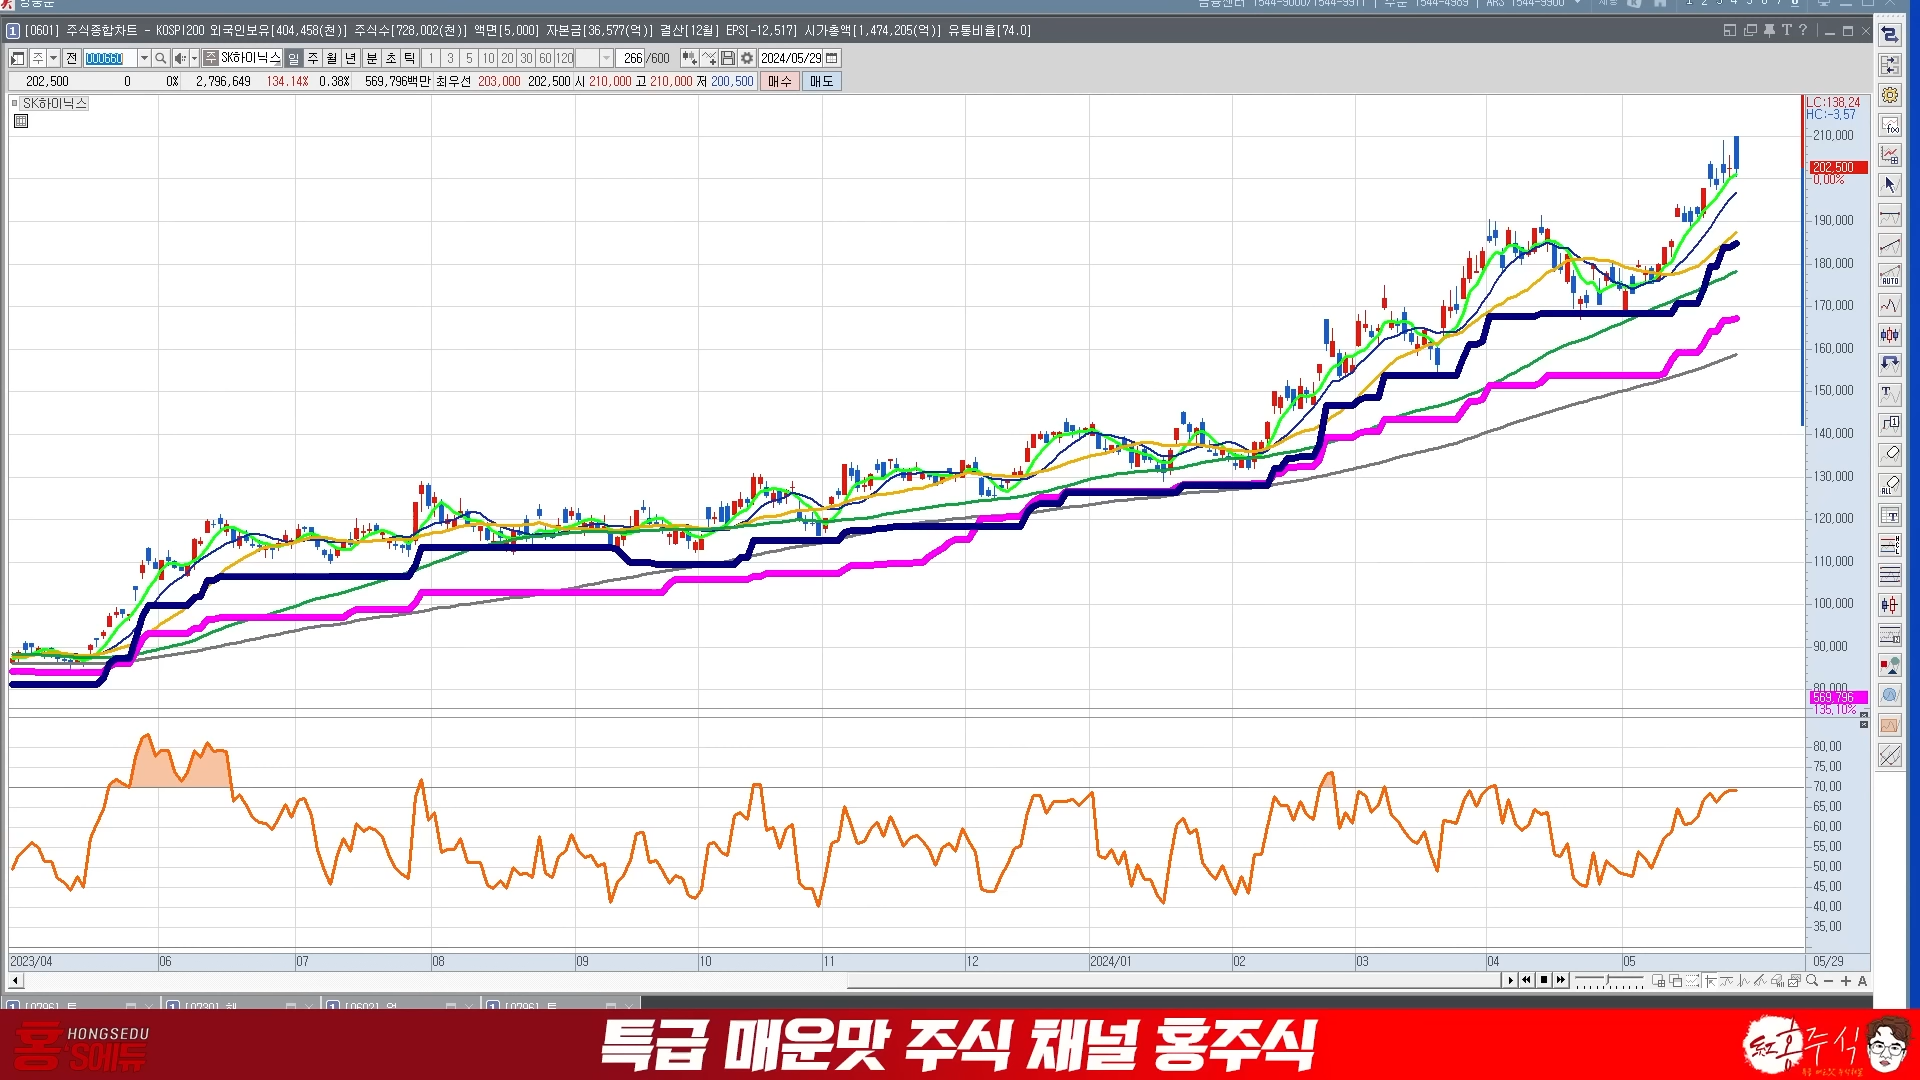 [0601] 주식종합차트 - KOSPI200 외국인보유[404,458(천)] 주식수[728,002(천)] 액면[5,000] 자본금[36,577(억)] 결산[12월] EPS[-12,517] 시가총액[1,474,205(억)] 유통비율[74.0]
주 전 000660 주 SK하이닉스 일 주 월 년 분 초 틱 1 3 5 10 20 30 60 120 266 /600 2024/05/29
202,500 0 0% 2,796,649 134.14% 0.38% 569,796백만 최우선 203,000 202,500 시 210,000 고 210,000 저 200,500 매수 매도
SK하이닉스
LC:138,24
HC:-3,57
210,000
202,500
0,00%
190,000
180,000
170,000
160,000
150,000
140,000
130,000
120,000
110,000
100,000
90,000
80,000
569,796
135,10%
80,00
75,00
70,00
65,00
60,00
55,00
50,00
45,00
40,00
35,00
2023/04 06 07 08 09 10 11 12 2024/01 02 03 04 05 05/29
HONGSEDU
홍'S에듀
특급 매운맛 주식 채널 홍주식